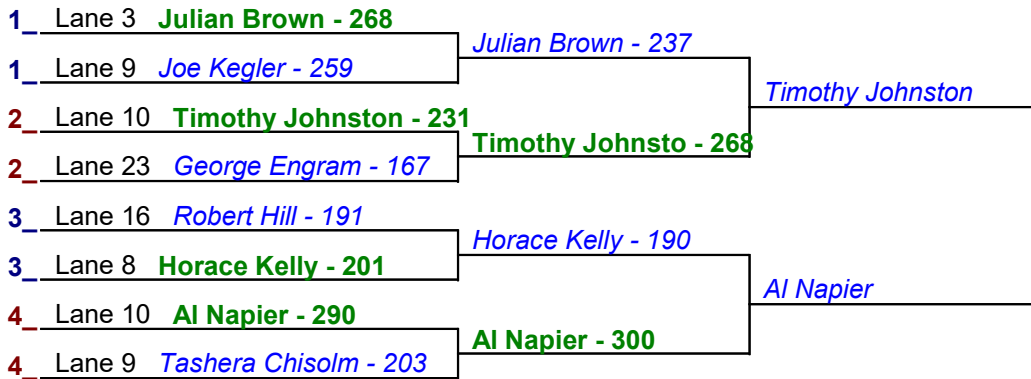 1_ Lane 3 Julian Brown - 268
Julian Brown - 237
1_ Lane 9 Joe Kegler - 259
Timothy Johnston
2_ Lane 10 Timothy Johnston - 231
Timothy Johnsto - 268
2_ Lane 23 George Engram - 167
3_ Lane 16 Robert Hill - 191
Horace Kelly - 190
3_ Lane 8 Horace Kelly - 201
Al Napier
4_ Lane 10 Al Napier - 290
Al Napier - 300
4_ Lane 9 Tashera Chisolm - 203